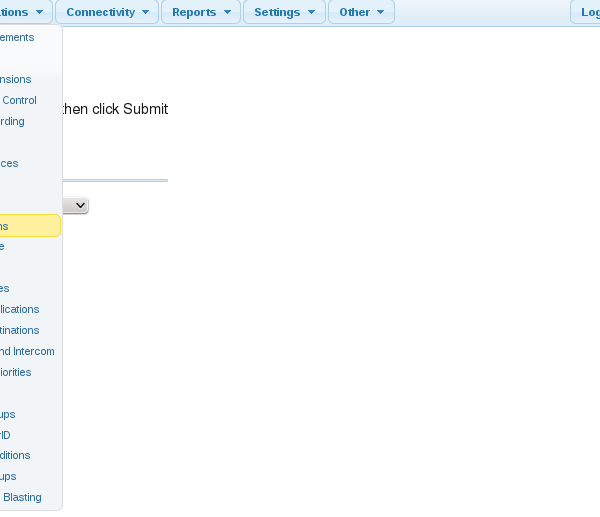 tions Connectivity Reports Settings Other Log
ements
nsions
Control
rding
then click Submit
ces
ns
e
es
lications
tinations
nd Intercom
iorities
ups
rID
ditions
ups
Blasting